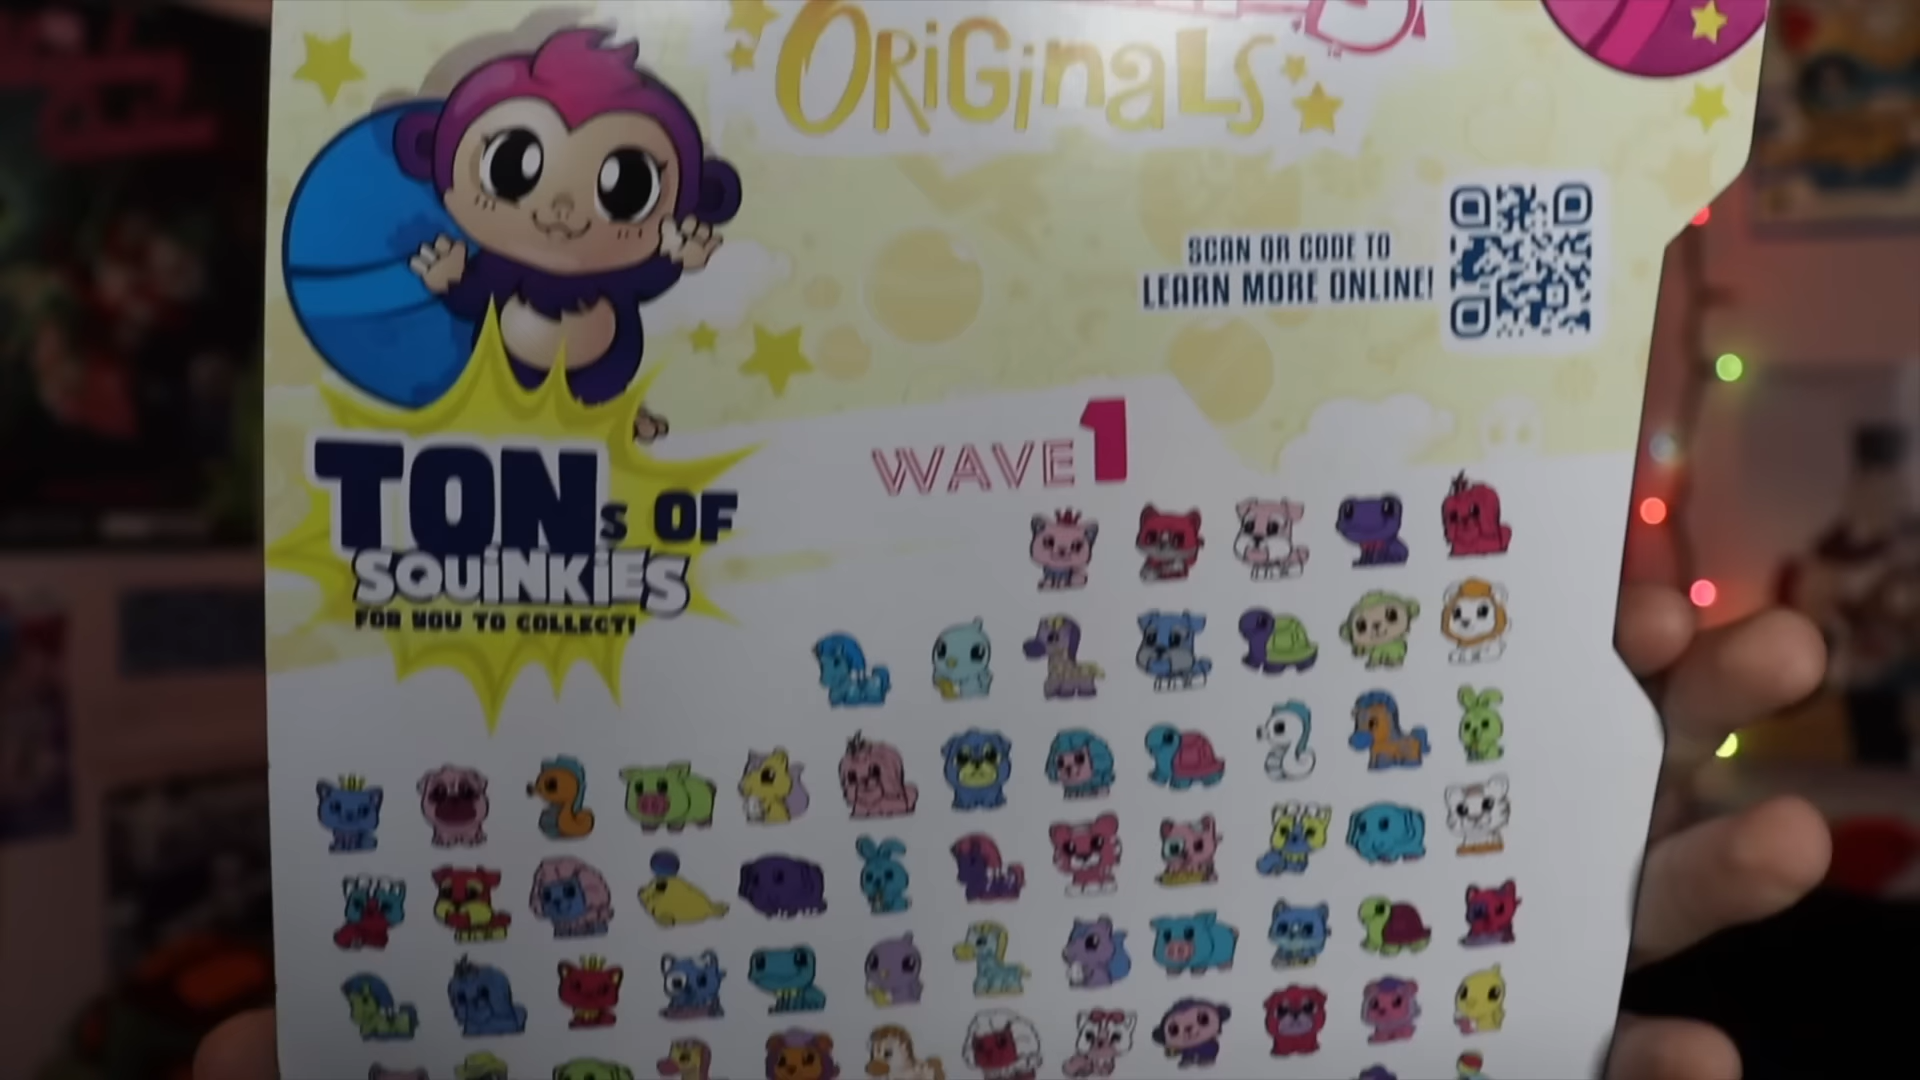 ORiGinaLS
SCAN QR CODE TO
LEARN MORE ONLINE!
WAVE 1
TONs OF
SQUiNKiES
FOR YOU TO COLLECT!